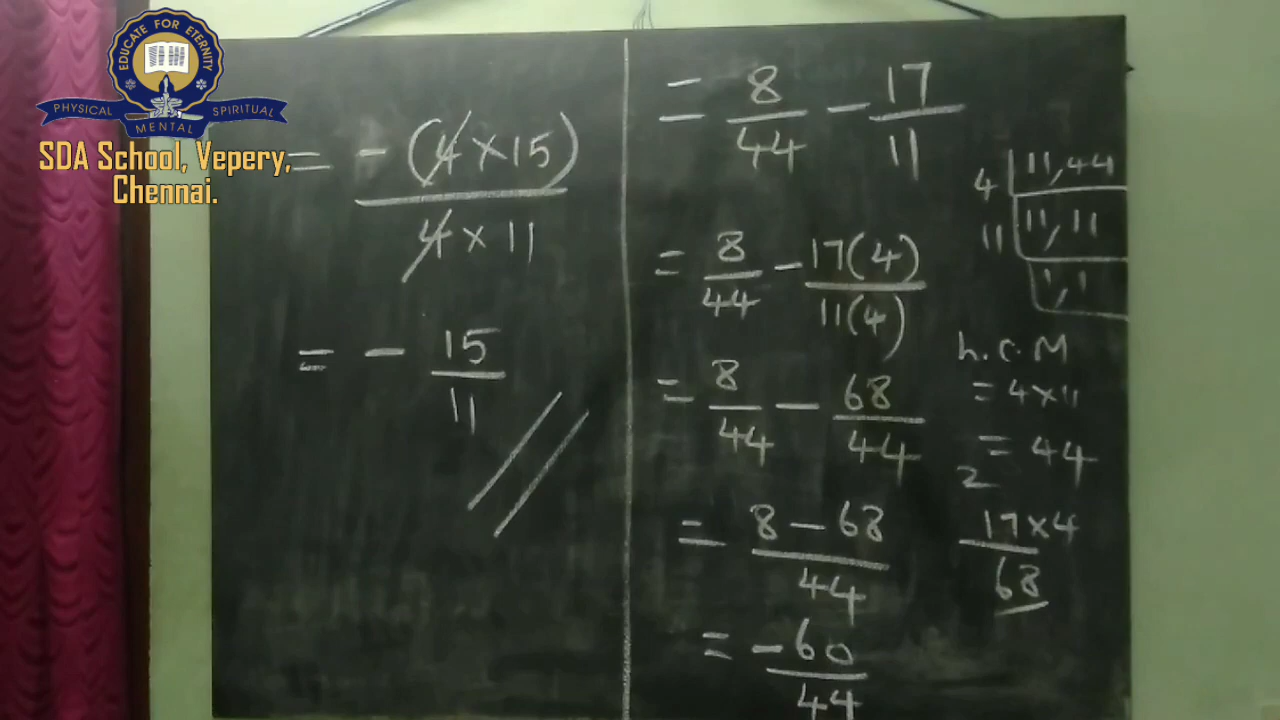 EDUCATE FOR ETERNITY
PHYSICAL MENTAL SPIRITUAL
SDA School, Vepery,
Chennai.
= - (4 × 15) / 4 × 11
= - 15 / 11
= 8/44 - 17/11
= 8/44 - 17(4)/11(4)
= 8/44 - 68/44
= 8 - 68 / 44
= -60/44
4 | 11, 44
11 | 11, 11
1, 1
L.C.M
= 4×11
= 44
2
17×4
68